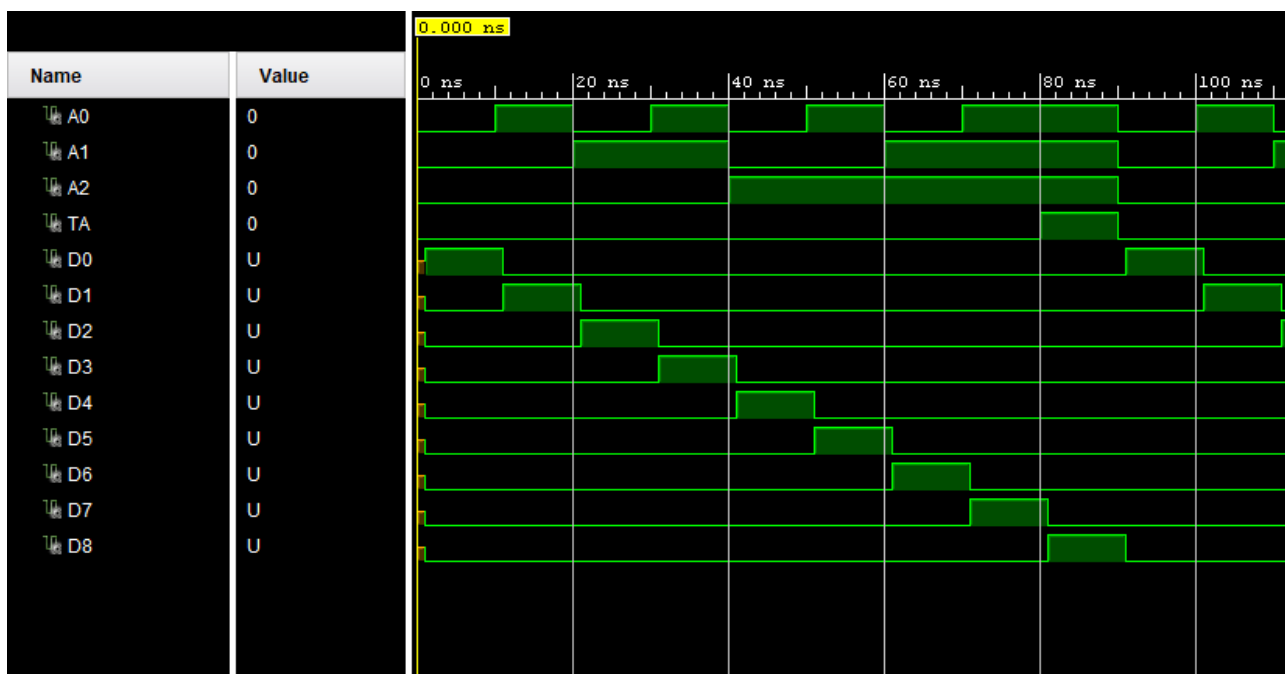 0.000 ns
Name Value
0 ns 20 ns 40 ns 60 ns 80 ns 100 ns
A0 0
A1 0
A2 0
TA 0
D0 U
D1 U
D2 U
D3 U
D4 U
D5 U
D6 U
D7 U
D8 U